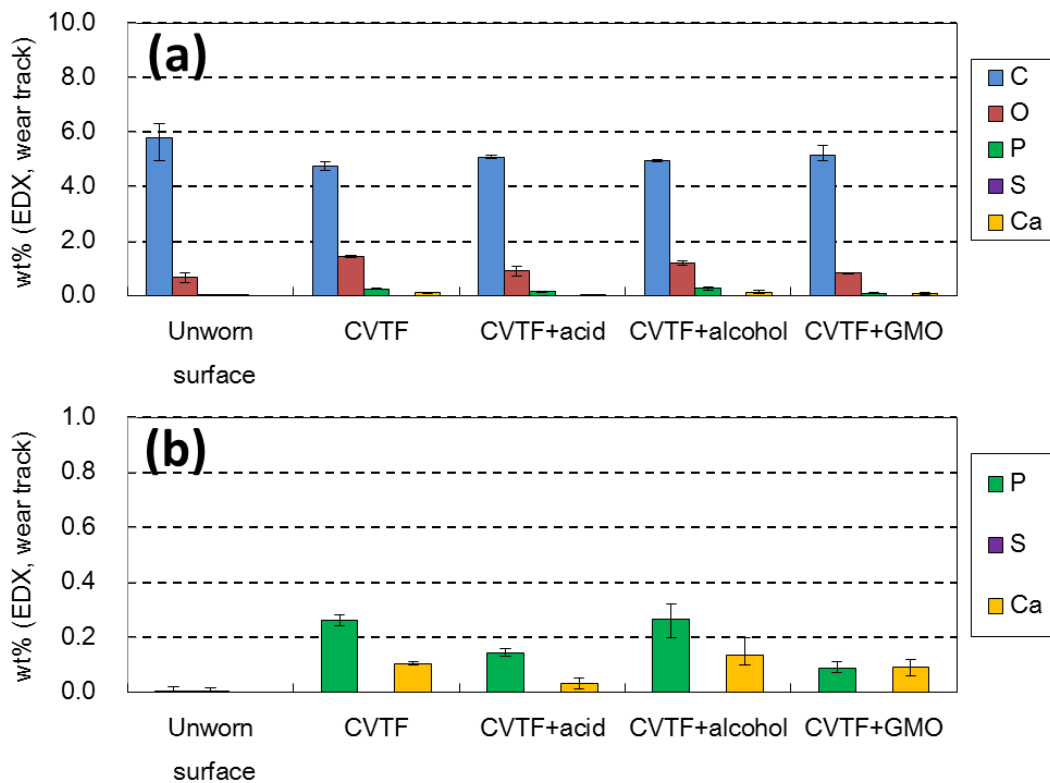 (a)
wt% (EDX, wear track)
10.0
8.0
6.0
4.0
2.0
0.0
Unworn
surface
CVTF
CVTF+acid
CVTF+alcohol
CVTF+GMO
C
O
P
S
Ca
(b)
wt% (EDX, wear track)
1.0
0.8
0.6
0.4
0.2
0.0
Unworn
surface
CVTF
CVTF+acid
CVTF+alcohol
CVTF+GMO
P
S
Ca